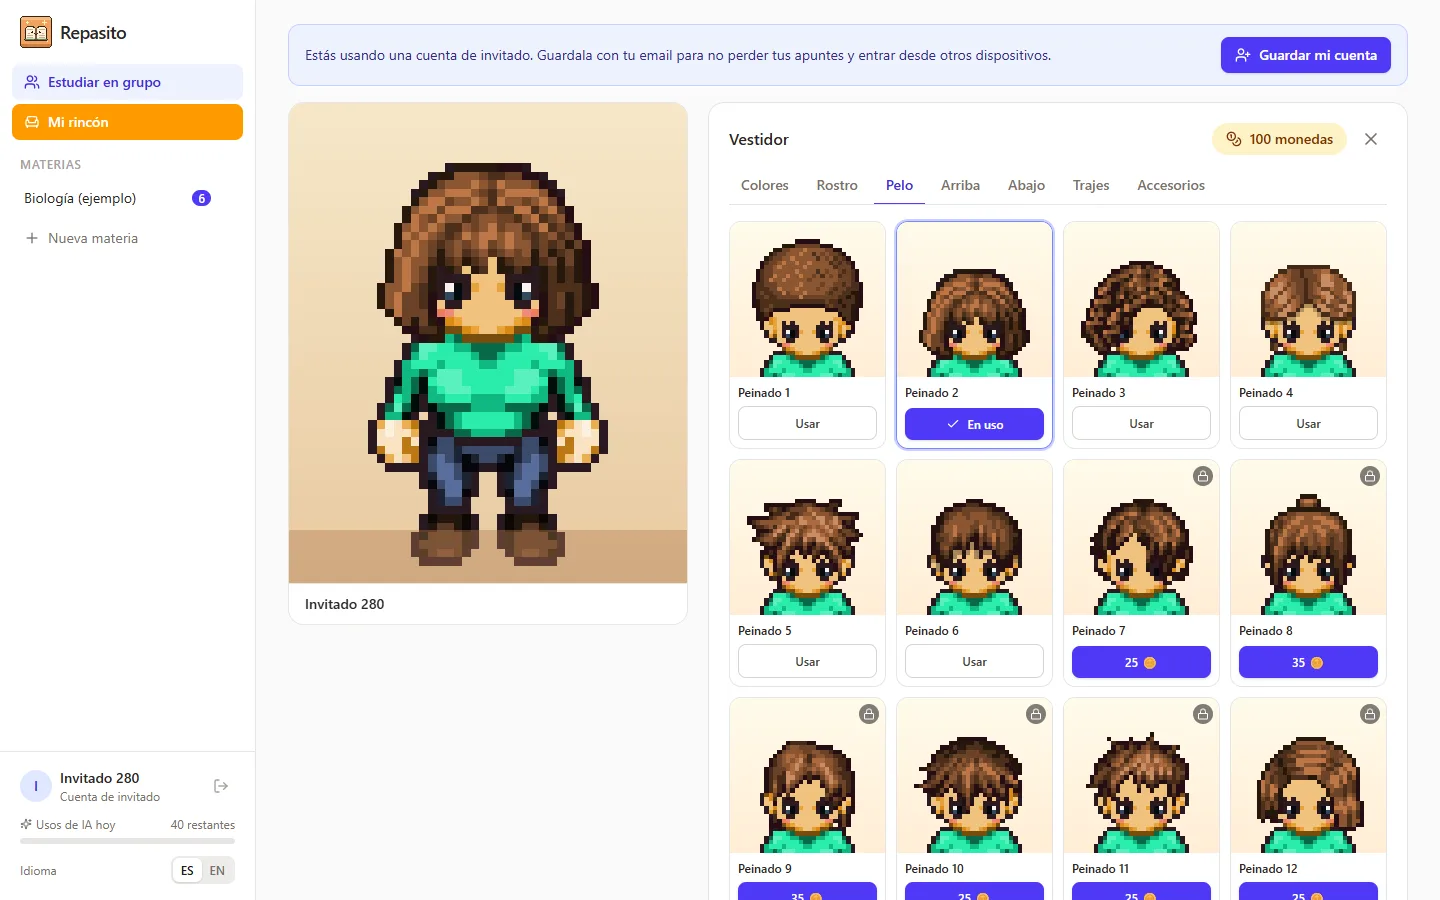 Repasito
Estudiar en grupo
Mi rincón
MATERIAS
Biología (ejemplo)
6
Nueva materia
I
Invitado 280
Cuenta de invitado
Usos de IA hoy
40 restantes
Idioma
ES
EN
Estás usando una cuenta de invitado. Guardala con tu email para no perder tus apuntes y entrar desde otros dispositivos.
Guardar mi cuenta
Invitado 280
Vestidor
100 monedas
Colores
Rostro
Pelo
Arriba
Abajo
Trajes
Accesorios
Peinado 1
Usar
Peinado 2
En uso
Peinado 3
Usar
Peinado 4
Usar
Peinado 5
Usar
Peinado 6
Usar
Peinado 7
25
Peinado 8
35
Peinado 9
35
Peinado 10
25
Peinado 11
25
Peinado 12
25